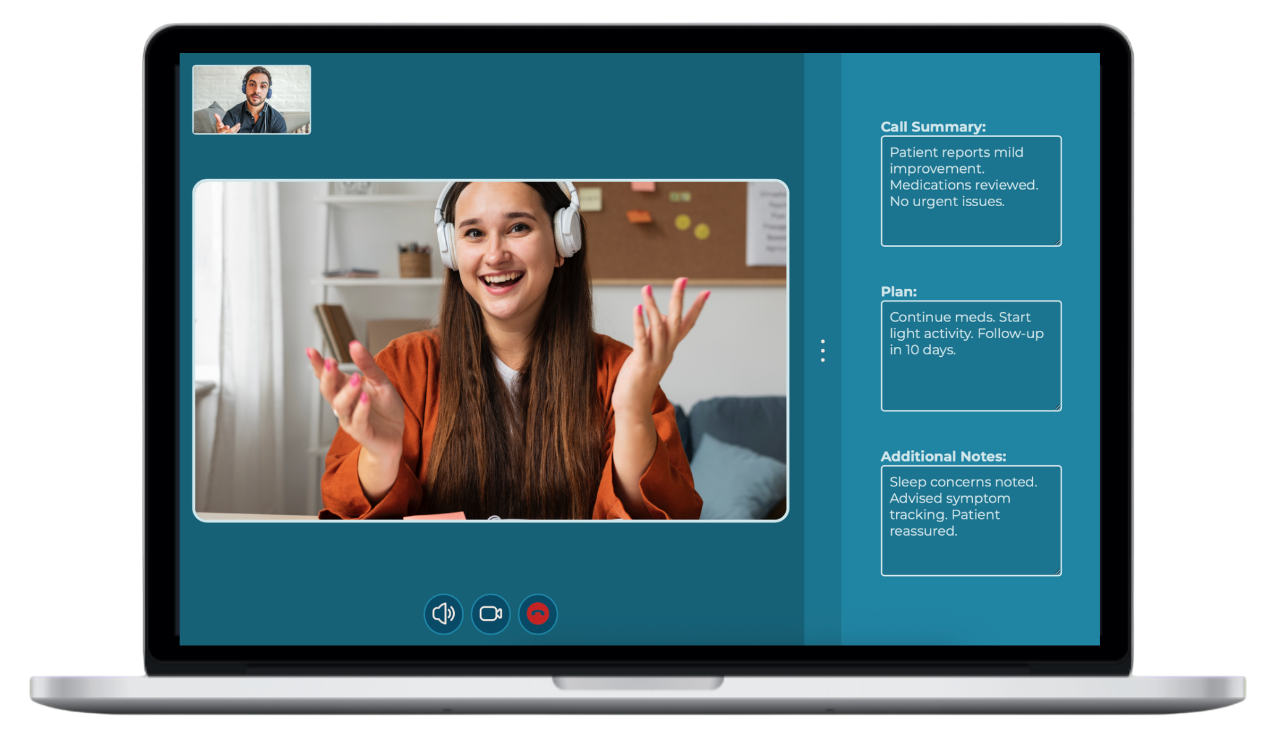 Call Summary:
Patient reports mild
improvement.
Medications reviewed.
No urgent issues.
Plan:
Continue meds. Start
light activity. Follow-up
in 10 days.
Additional Notes:
Sleep concerns noted.
Advised symptom
tracking. Patient
reassured.